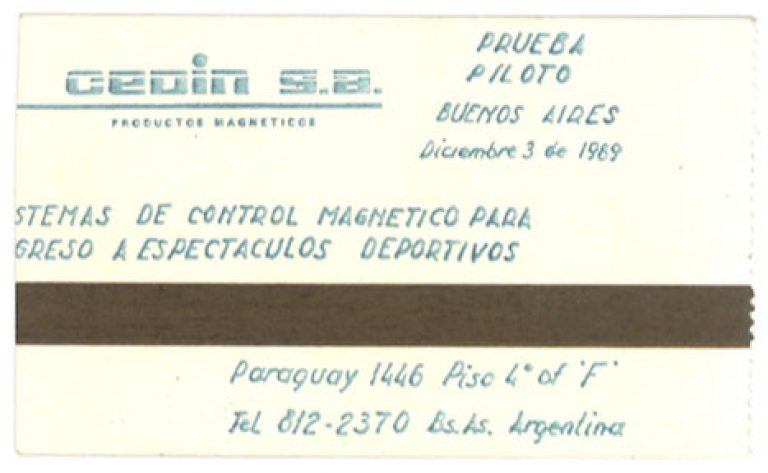 CEDIN S.A.
PRODUCTOS MAGNETICOS
PRUEBA
PILOTO
BUENOS AIRES
Diciembre 3 de 1989
STEMAS DE CONTROL MAGNETICO PARA
GRESO A ESPECTACULOS DEPORTIVOS
Paraguay 1446 Piso 4° of "F"
Tel 812-2370 Bs.As. Argentina